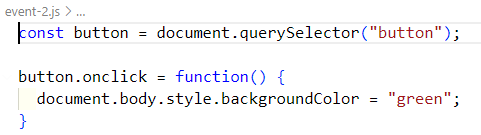 event-2.js > ...
const button = document.querySelector("button");
button.onclick = function() {
document.body.style.backgroundColor = "green";
}